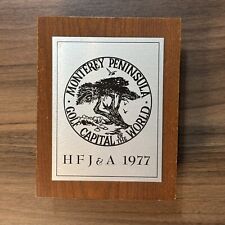 MONTEREY PENINSULA
GOLF CAPITAL OF THE WORLD
HFJ & A 1977